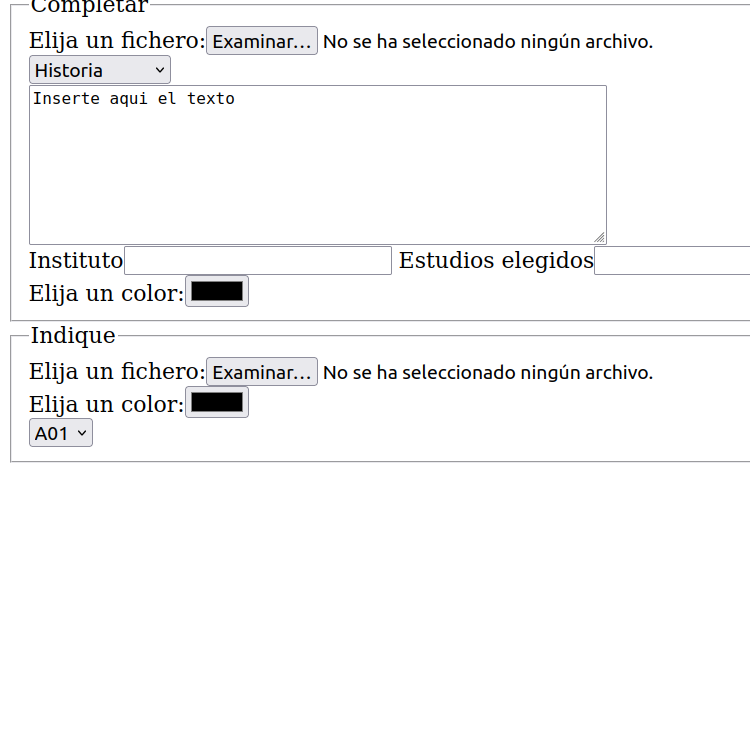 Completar
Elija un fichero: Examinar... No se ha seleccionado ningún archivo.
Historia
Inserte aqui el texto
Instituto Estudios elegidos
Elija un color:
Indique
Elija un fichero: Examinar... No se ha seleccionado ningún archivo.
Elija un color:
A01